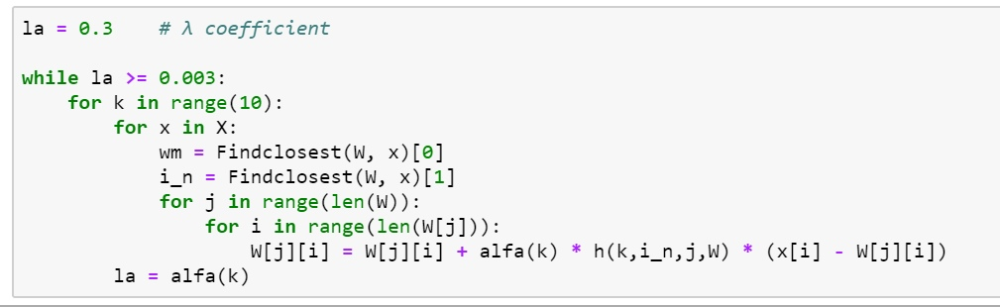 la = 0.3    # λ coefficient
while la >= 0.003:
    for k in range(10):
        for x in X:
            wm = Findclosest(W, x)[0]
            i_n = Findclosest(W, x)[1]
            for j in range(len(W)):
                for i in range(len(W[j])):
                    W[j][i] = W[j][i] + alfa(k) * h(k,i_n,j,W) * (x[i] - W[j][i])
        la = alfa(k)